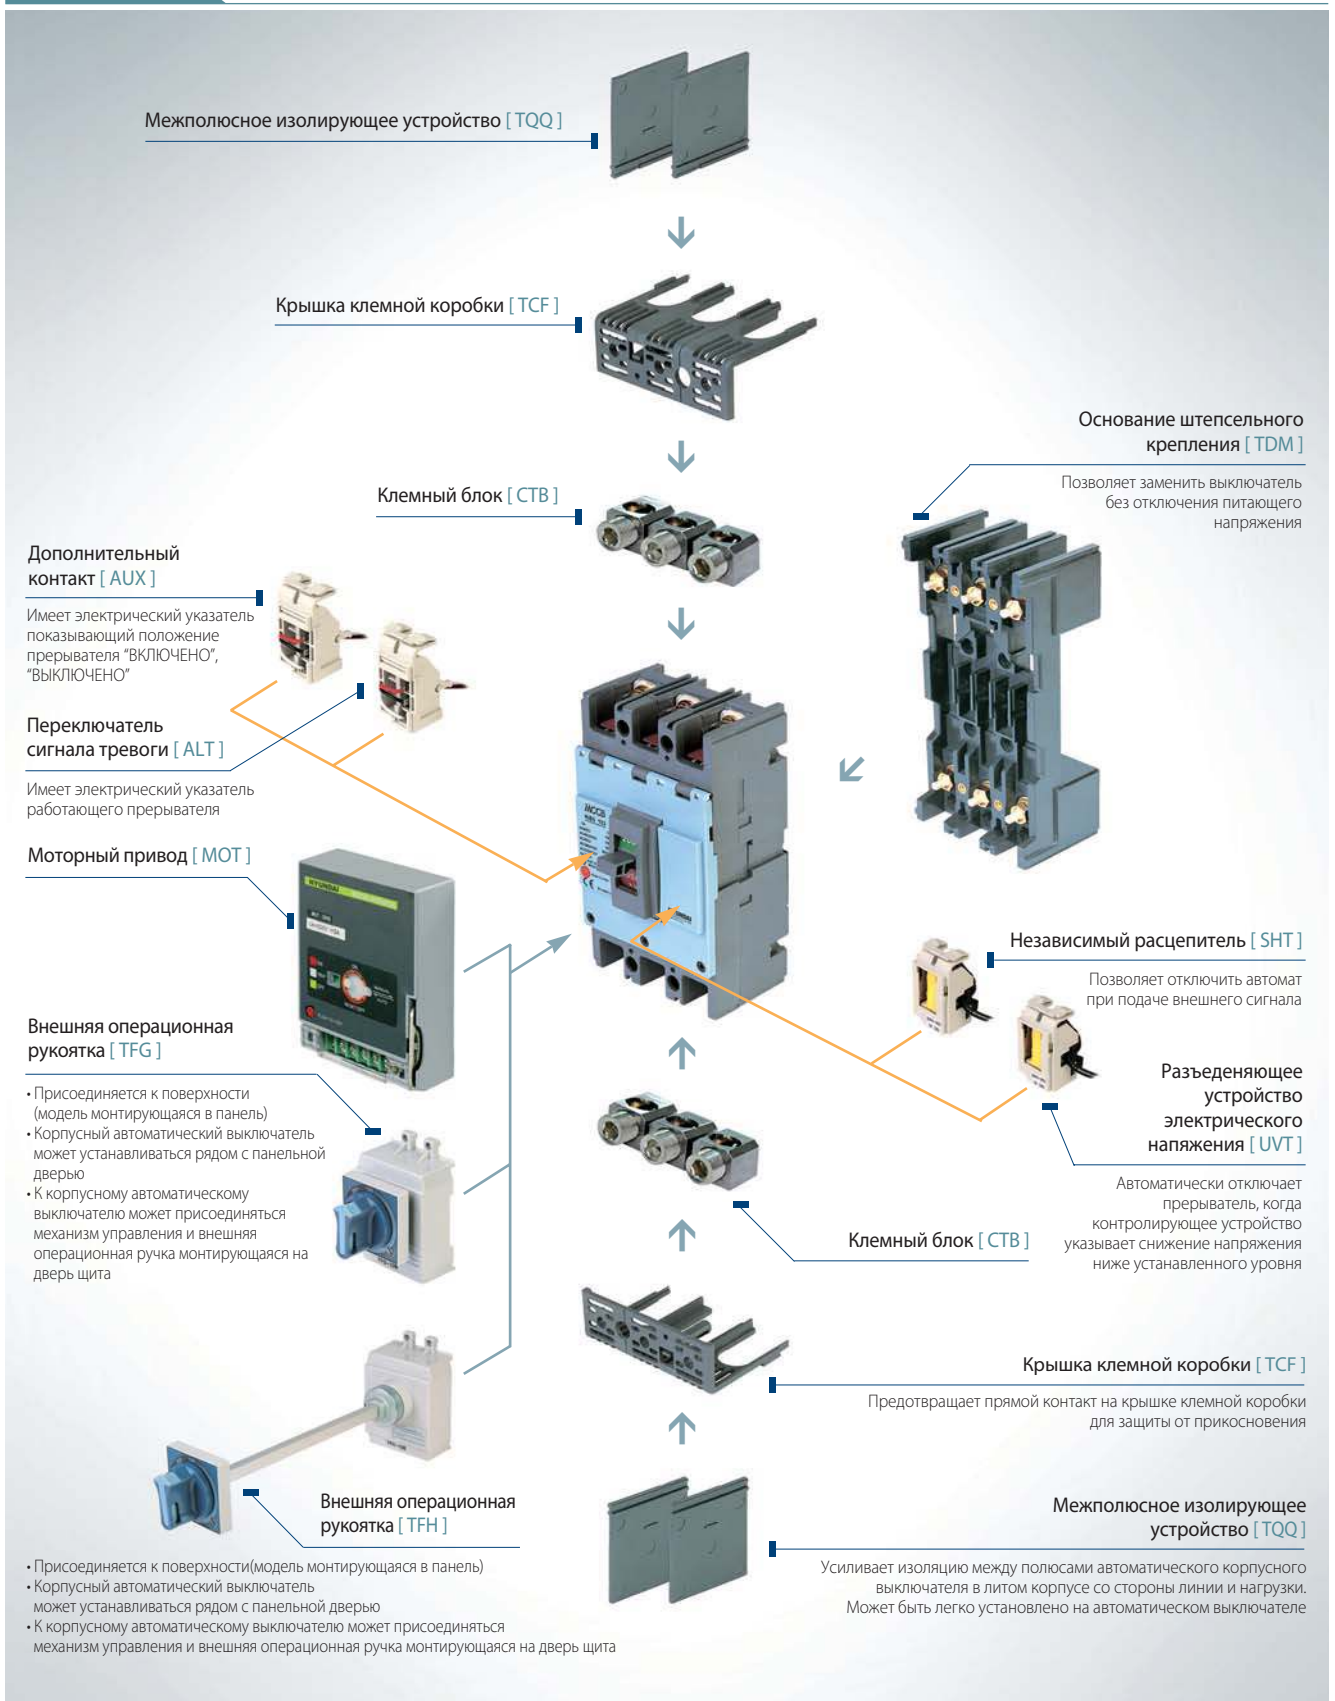 Межполюсное изолирующее устройство [ TQQ ]
Крышка клемной коробки [ TCF ]
Основание штепсельного
крепления [ TDM ]
Позволяет заменить выключатель
без отключения питающего
напряжения
Клемный блок [ CTB ]
Дополнительный
контакт [ AUX ]
Имеет электрический указатель
показывающий положение
прерывателя “ВКЛЮЧЕНО”,
“ВЫКЛЮЧЕНО”
Переключатель
сигнала тревоги [ ALT ]
Имеет электрический указатель
работающего прерывателя
MCCB
HYUNDAI
Моторный привод [ MOT ]
HYUNDAI
Независимый расцепитель [ SHT ]
Позволяет отключить автомат
при подаче внешнего сигнала
Внешняя операционная
рукоятка [ TFG ]
• Присоединяется к поверхности
(модель монтирующаяся в панель)
• Корпусный автоматический выключатель
может устанавливаться рядом с панельной
дверью
• К корпусному автоматическому
выключателю может присоединяться
механизм управления и внешняя
операционная ручка монтирующаяся на
дверь щита
Разъеденяющее
устройство
электрического
напяжения [ UVT ]
Автоматически отключает
прерыватель, когда
контролирующее устройство
указывает снижение напряжения
ниже устанавленного уровня
Клемный блок [ CTB ]
Крышка клемной коробки [ TCF ]
Предотвращает прямой контакт на крышке клемной коробки
для защиты от прикосновения
Внешняя операционная
рукоятка [ TFH ]
• Присоединяется к поверхности(модель монтирующаяся в панель)
• Корпусный автоматический выключатель
может устанавливаться рядом с панельной дверью
• К корпусному автоматическому выключателю может присоединяться
механизм управления и внешняя операционная ручка монтирующаяся на дверь щита
Межполюсное изолирующее
устройство [ TQQ ]
Усиливает изоляцию между полюсами автоматического корпусного
выключателя в литом корпусе со стороны линии и нагрузки.
Может быть легко установлено на автоматическом выключателе